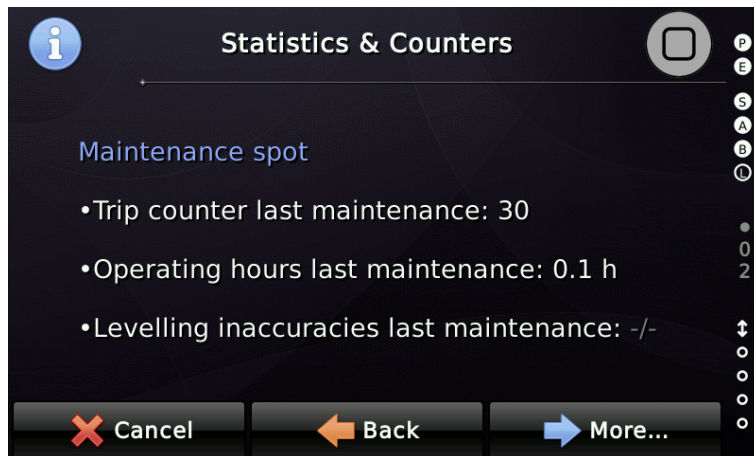 Statistics & Counters
Maintenance spot
•Trip counter last maintenance: 30
•Operating hours last maintenance: 0.1 h
•Levelling inaccuracies last maintenance: -/-
Cancel
Back
More...
P
E
S
A
B
L
0
2